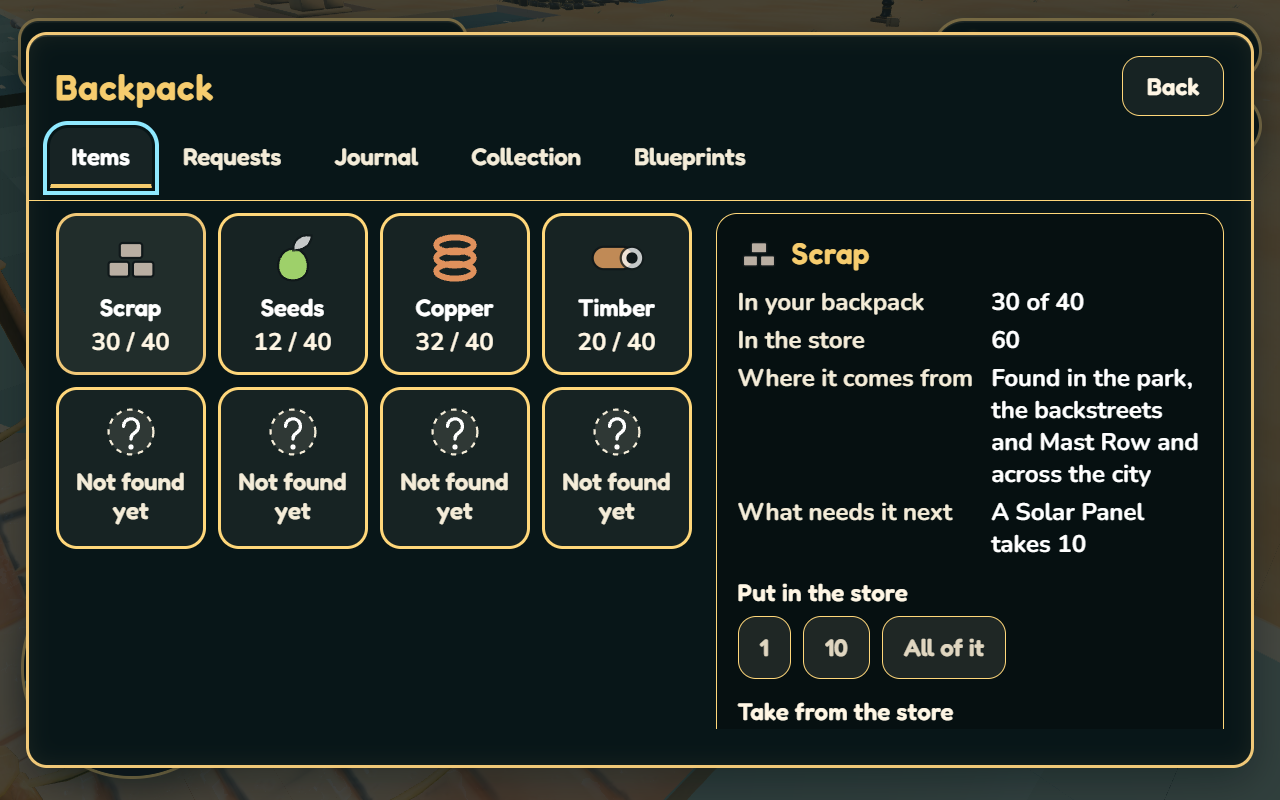 Backpack
Back
Items
Requests
Journal
Collection
Blueprints
Scrap
30 / 40
Seeds
12 / 40
Copper
32 / 40
Timber
20 / 40
?
Not found
yet
?
Not found
yet
?
Not found
yet
?
Not found
yet
Scrap
In your backpack 30 of 40
In the store 60
Where it comes from Found in the park,
the backstreets
and Mast Row and
across the city
What needs it next A Solar Panel
takes 10
Put in the store
1
10
All of it
Take from the store